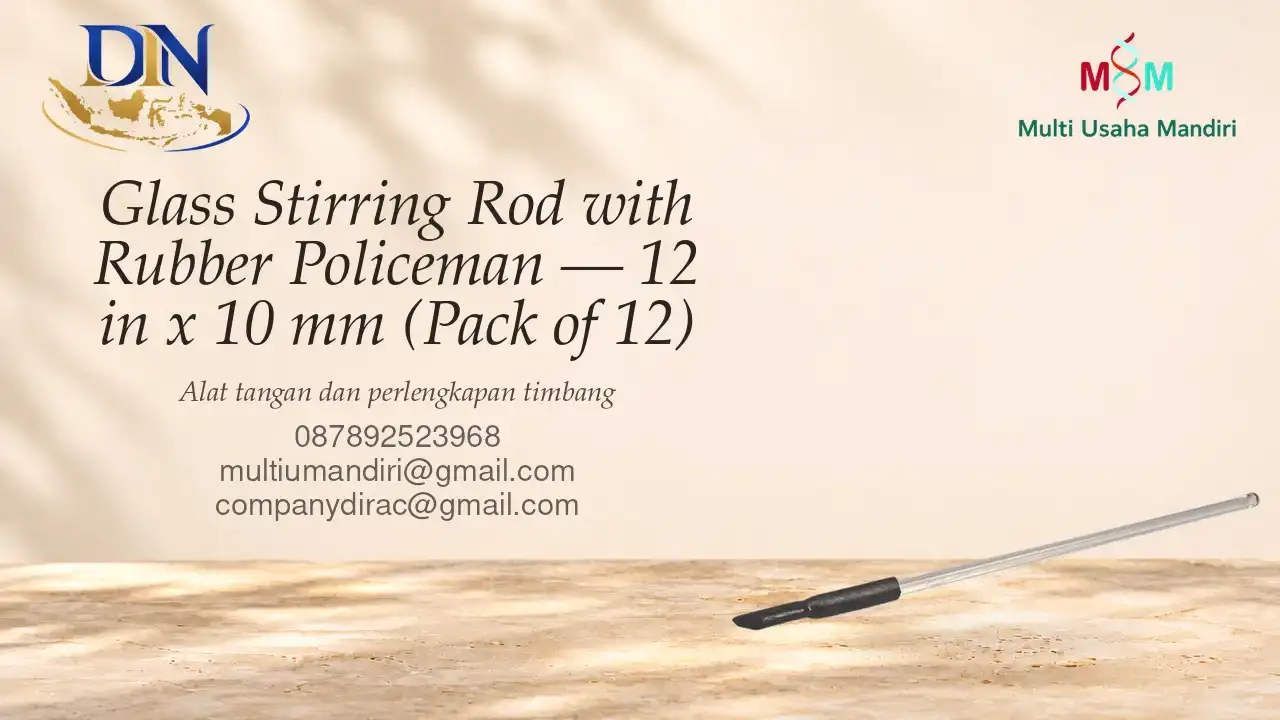 DIN
M M
Multi Usaha Mandiri
Glass Stirring Rod with
Rubber Policeman — 12
in x 10 mm (Pack of 12)
Alat tangan dan perlengkapan timbang
087892523968
multiumandiri@gmail.com
companydirac@gmail.com